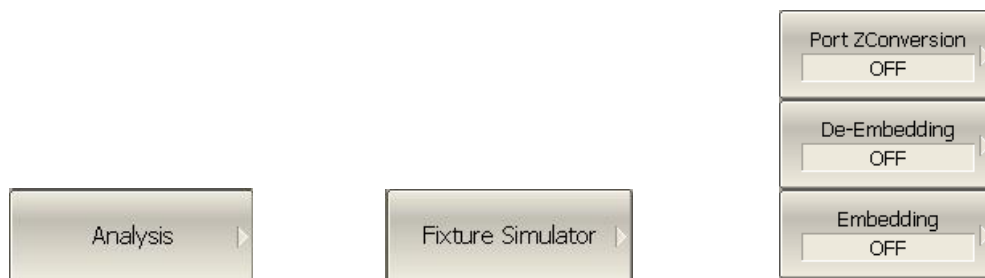 Port ZConversion
OFF
De-Embedding
OFF
Analysis
Fixture Simulator
Embedding
OFF